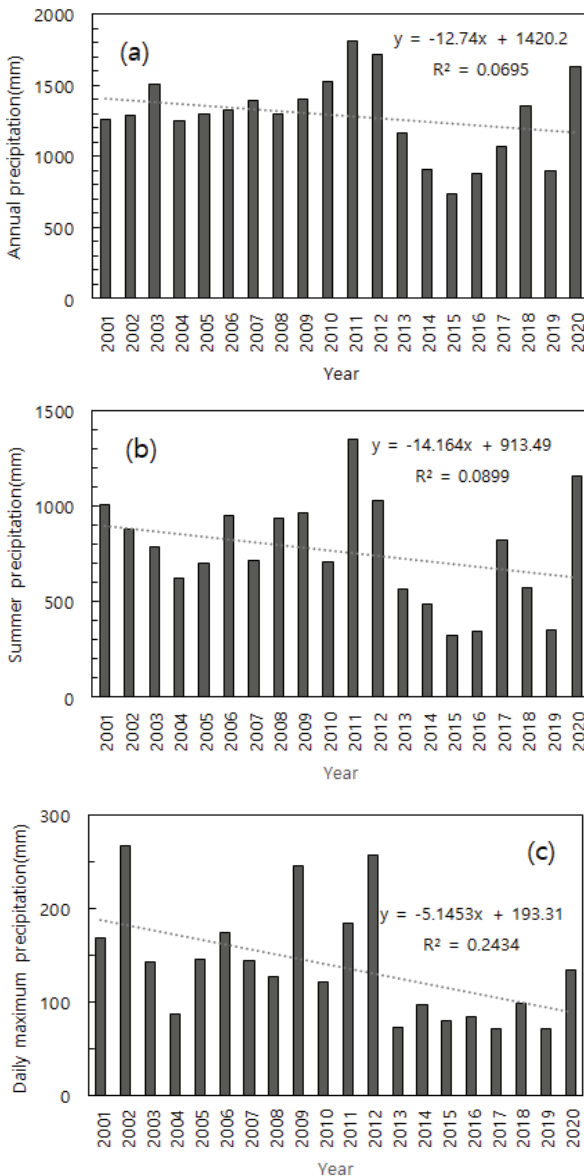 2000
1500
1000
500
0
Annual precipitation(mm)
(a)
y = -12.74x + 1420.2
R² = 0.0695
2001 2002 2003 2004 2005 2006 2007 2008 2009 2010 2011 2012 2013 2014 2015 2016 2017 2018 2019 2020
Year
1500
1000
500
0
Summer precipitation(mm)
(b)
y = -14.164x + 913.49
R² = 0.0899
2001 2002 2003 2004 2005 2006 2007 2008 2009 2010 2011 2012 2013 2014 2015 2016 2017 2018 2019 2020
Year
300
200
100
0
Daily maximum precipitation(mm)
(c)
y = -5.1453x + 193.31
R² = 0.2434
2001 2002 2003 2004 2005 2006 2007 2008 2009 2010 2011 2012 2013 2014 2015 2016 2017 2018 2019 2020
Year